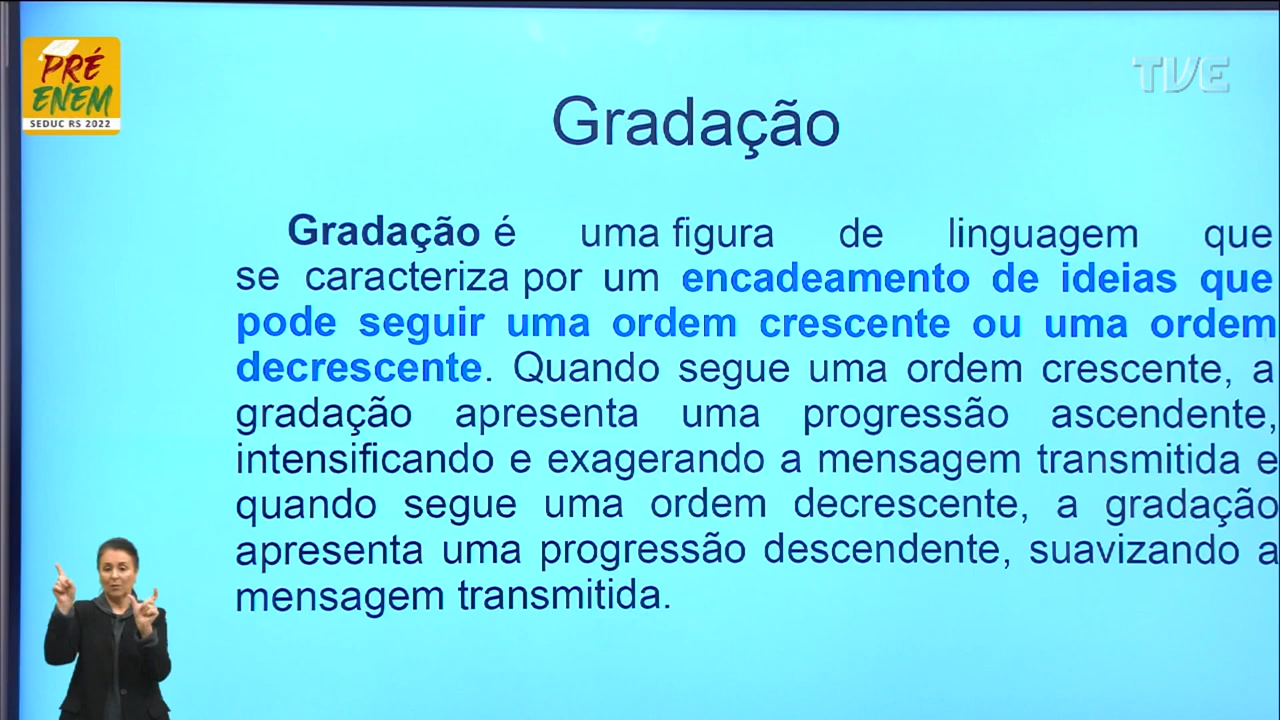 PRÉ
ENEM
SEDUC RS 2022
TVE
Gradação
Gradação é uma figura de linguagem que
se caracteriza por um encadeamento de ideias que
pode seguir uma ordem crescente ou uma ordem
decrescente. Quando segue uma ordem crescente, a
gradação apresenta uma progressão ascendente,
intensificando e exagerando a mensagem transmitida e
quando segue uma ordem decrescente, a gradação
apresenta uma progressão descendente, suavizando a
mensagem transmitida.